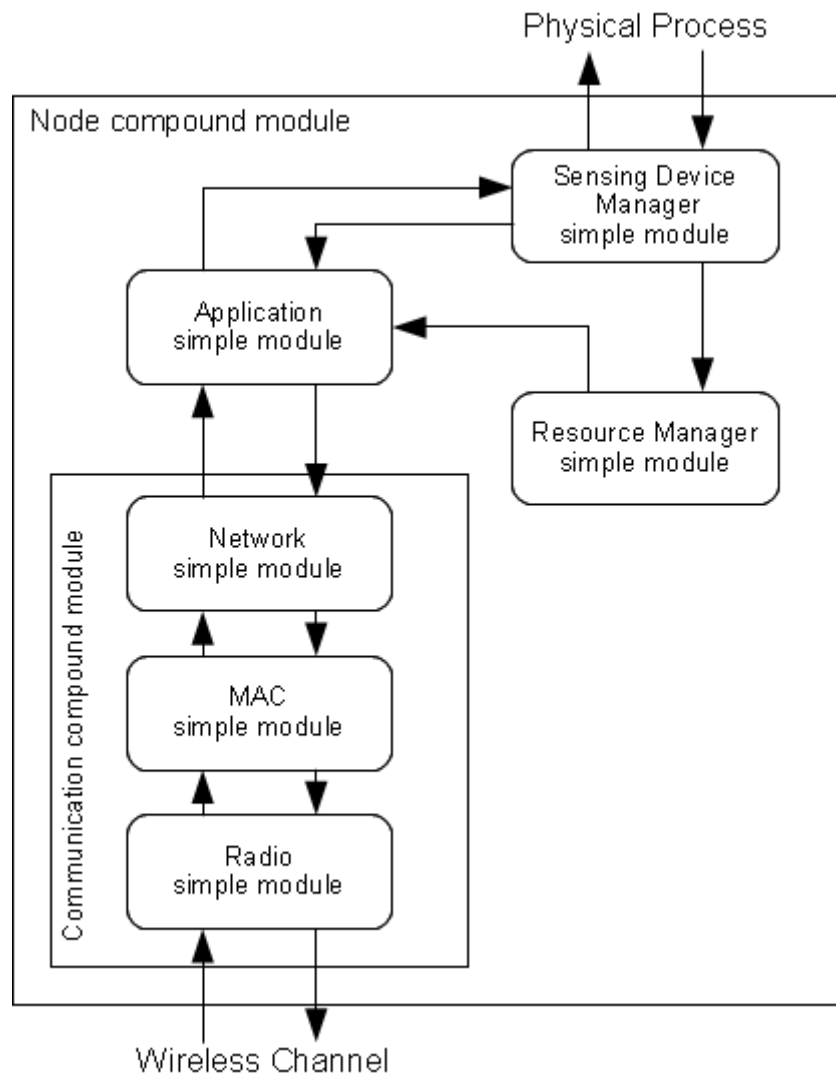 Physical Process
Node compound module
Sensing Device
Manager
simple module
Application
simple module
Resource Manager
simple module
Communication compound module
Network
simple module
MAC
simple module
Radio
simple module
Wireless Channel